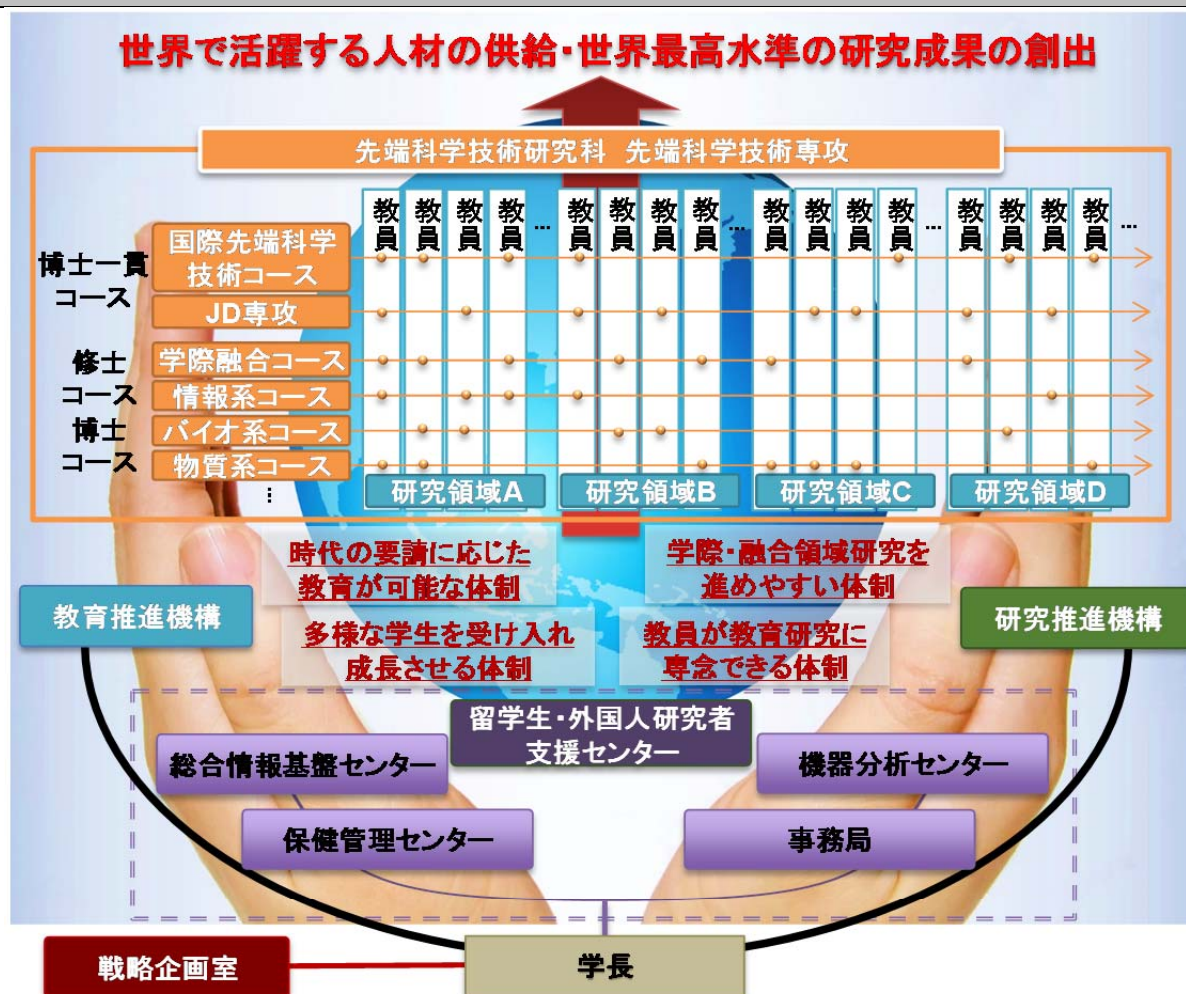 世界で活躍する人材の供給・世界最高水準の研究成果の創出
先端科学技術研究科 先端科学技術専攻
教員 教員 教員 教員 … 教員 教員 教員 教員 … 教員 教員 教員 教員 … 教員 教員 教員 教員 …
博士一貫
コース
国際先端科学
技術コース
JD専攻
修士
コース
博士
コース
学際融合コース
情報系コース
バイオ系コース
物質系コース
⋮
研究領域A 研究領域B 研究領域C 研究領域D
時代の要請に応じた
教育が可能な体制
学際・融合領域研究を
進めやすい体制
教育推進機構
研究推進機構
多様な学生を受け入れ
成長させる体制
教員が教育研究に
専念できる体制
留学生・外国人研究者
支援センター
総合情報基盤センター
機器分析センター
保健管理センター
事務局
戦略企画室
学長